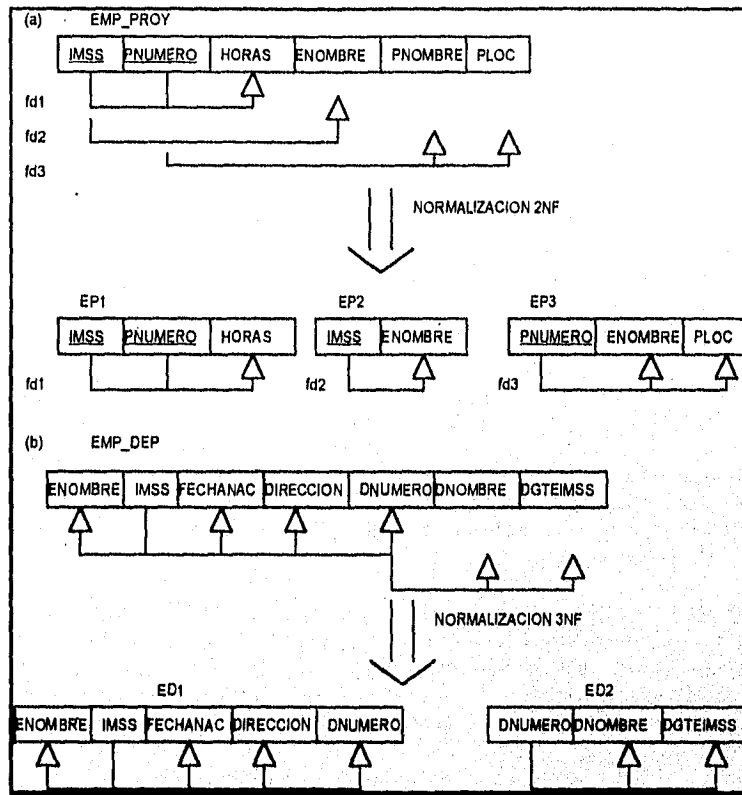 (a) EMP_PROY
IMSS PNUMERO HORAS ENOMBRE PNOMBRE PLOC
fd1
fd2
fd3
NORMALIZACION 2NF
EP1 EP2 EP3
IMSS PNUMERO HORAS IMSS ENOMBRE PNUMERO ENOMBRE PLOC
fd1 fd2 fd3
(b) EMP_DEP
ENOMBRE IMSS FECHANAC DIRECCION DNUMERO DNOMBRE DGTEIMSS
NORMALIZACION 3NF
ED1 ED2
ENOMBRE IMSS FECHANAC DIRECCION DNUMERO DNUMERO DNOMBRE DGTEIMSS